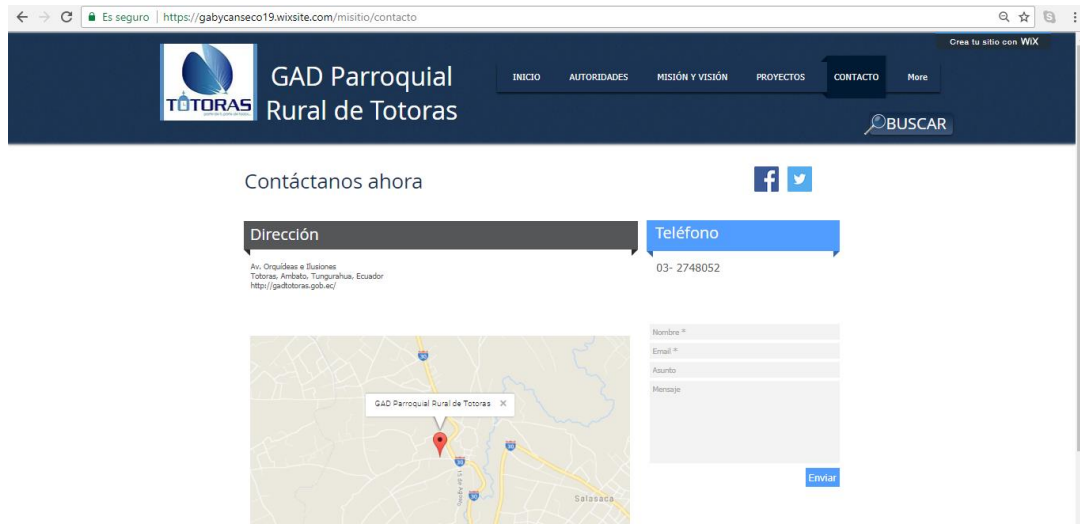 Es seguro | https://gabycanseco19.wixsite.com/misitio/contacto
Crea tu sitio con WiX
TOTORAS
GAD Parroquial
Rural de Totoras
INICIO AUTORIDADES MISIÓN Y VISIÓN PROYECTOS CONTACTO More
BUSCAR
Contáctanos ahora
Dirección
Av. Orquídeas e Ilusiones
Totoras, Ambato, Tungurahua, Ecuador
http://gadtotoras.gob.ec/
Teléfono
03- 2748052
Nombre *
Email *
Asunto
Mensaje
Enviar
GAD Parroquial Rural de Totoras
Salasaca